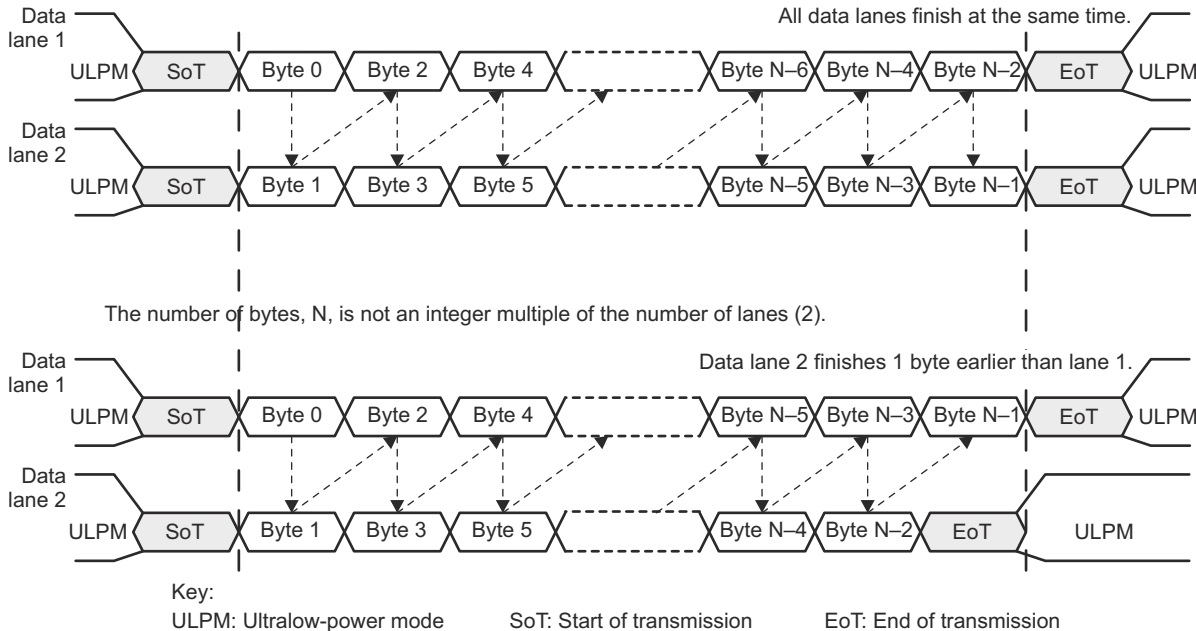 Data
lane 1
All data lanes finish at the same time.
ULPM SoT Byte 0 Byte 2 Byte 4 Byte N–6 Byte N–4 Byte N–2 EoT ULPM
Data
lane 2
ULPM SoT Byte 1 Byte 3 Byte 5 Byte N–5 Byte N–3 Byte N–1 EoT ULPM
The number of bytes, N, is not an integer multiple of the number of lanes (2).
Data
lane 1
Data lane 2 finishes 1 byte earlier than lane 1.
ULPM SoT Byte 0 Byte 2 Byte 4 Byte N–5 Byte N–3 Byte N–1 EoT ULPM
Data
lane 2
ULPM SoT Byte 1 Byte 3 Byte 5 Byte N–4 Byte N–2 EoT ULPM
Key:
ULPM: Ultralow-power mode SoT: Start of transmission EoT: End of transmission